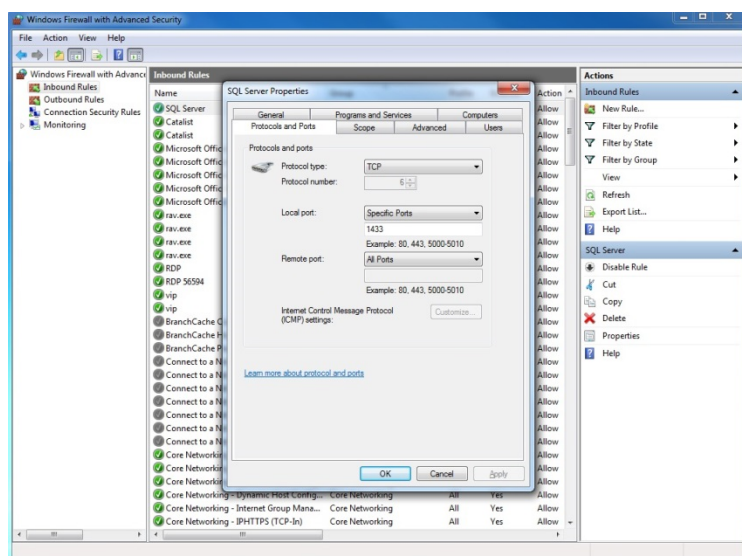 Windows Firewall with Advanced Security
File Action View Help
Windows Firewall with Advance
Inbound Rules
Outbound Rules
Connection Security Rules
Monitoring
Inbound Rules
Name
Action
SQL Server
Allow
Catalist
Allow
Catalist
Allow
Microsoft Offic
Allow
Microsoft Offic
Allow
Microsoft Offic
Allow
Microsoft Offic
Allow
Microsoft Offic
Allow
rav.exe
Allow
rav.exe
Allow
rav.exe
Allow
rav.exe
Allow
RDP
Allow
RDP 56594
Allow
vip
Allow
vip
Allow
BranchCache C
Allow
BranchCache H
Allow
BranchCache P
Allow
Connect to a N
Allow
Connect to a N
Allow
Connect to a N
Allow
Connect to a N
Allow
Connect to a N
Allow
Connect to a N
Allow
Connect to a N
Allow
Core Networkin
Allow
Core Networkin
Allow
Core Networkin
Allow
Core Networking - Dynamic Host Config... Core Networking All Yes Allow
Core Networking - Internet Group Mana... Core Networking All Yes Allow
Core Networking - IPHTTPS (TCP-In) Core Networking All Yes Allow
SQL Server Properties
General Programs and Services Computers
Protocols and Ports Scope Advanced Users
Protocols and ports
Protocol type: TCP
Protocol number: 6
Local port: Specific Ports
1433
Example: 80, 443, 5000-5010
Remote port: All Ports
Example: 80, 443, 5000-5010
Internet Control Message Protocol
(ICMP) settings: Customize...
Learn more about protocol and ports
OK Cancel Apply
Actions
Inbound Rules
New Rule...
Filter by Profile
Filter by State
Filter by Group
View
Refresh
Export List...
Help
SQL Server
Disable Rule
Cut
Copy
Delete
Properties
Help